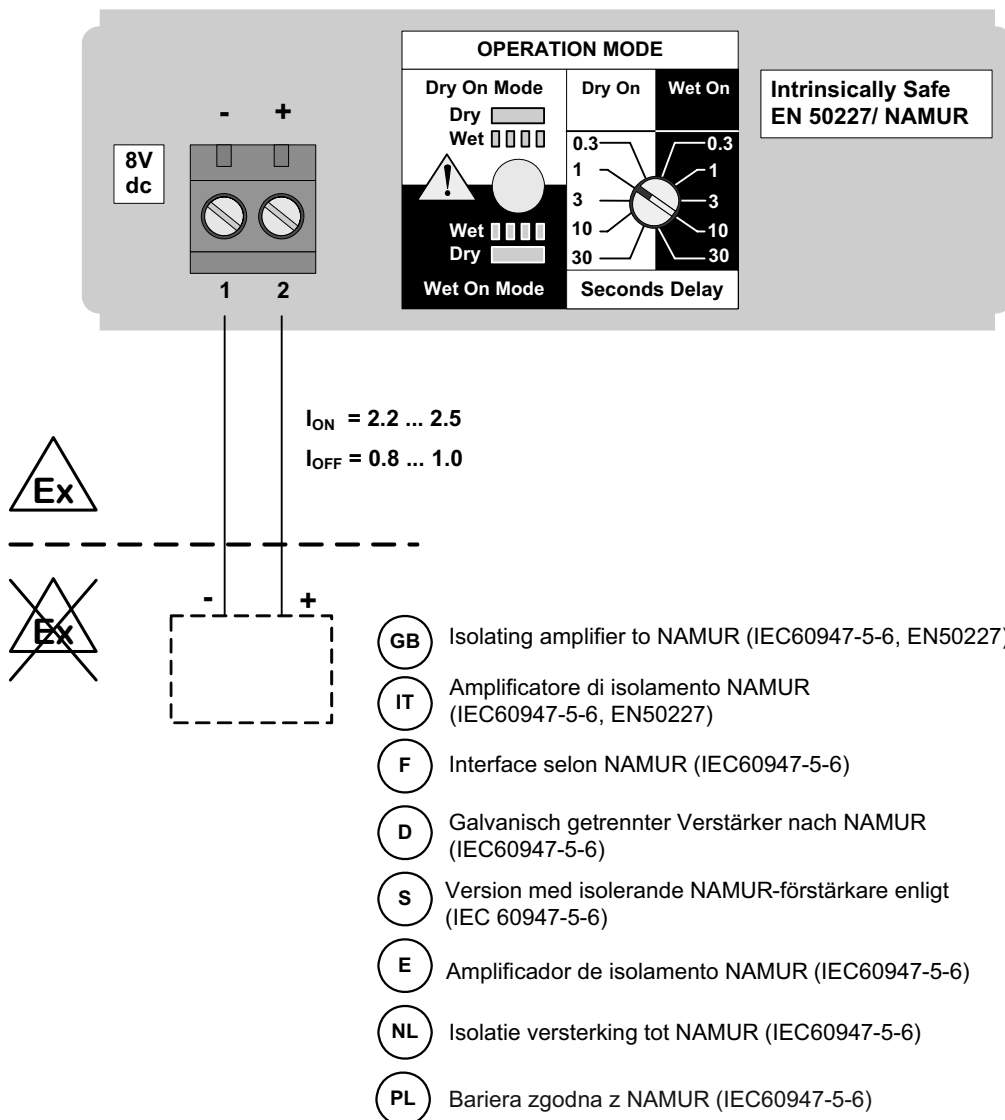 OPERATION MODE
Dry On Mode
Dry
Wet
Wet
Dry
Wet On Mode
Dry On
Wet On
0.3
1
3
10
30
0.3
1
3
10
30
Seconds Delay
Intrinsically Safe
EN 50227/ NAMUR
- +
8V
dc
1 2
I_ON = 2.2 ... 2.5
I_OFF = 0.8 ... 1.0
Ex
Ex
- +
GB Isolating amplifier to NAMUR (IEC60947-5-6, EN50227)
IT Amplificatore di isolamento NAMUR
(IEC60947-5-6, EN50227)
F Interface selon NAMUR (IEC60947-5-6)
D Galvanisch getrennter Verstärker nach NAMUR
(IEC60947-5-6)
S Version med isolerande NAMUR-förstärkare enligt
(IEC 60947-5-6)
E Amplificador de isolamento NAMUR (IEC60947-5-6)
NL Isolatie versterking tot NAMUR (IEC60947-5-6)
PL Bariera zgodna z NAMUR (IEC60947-5-6)